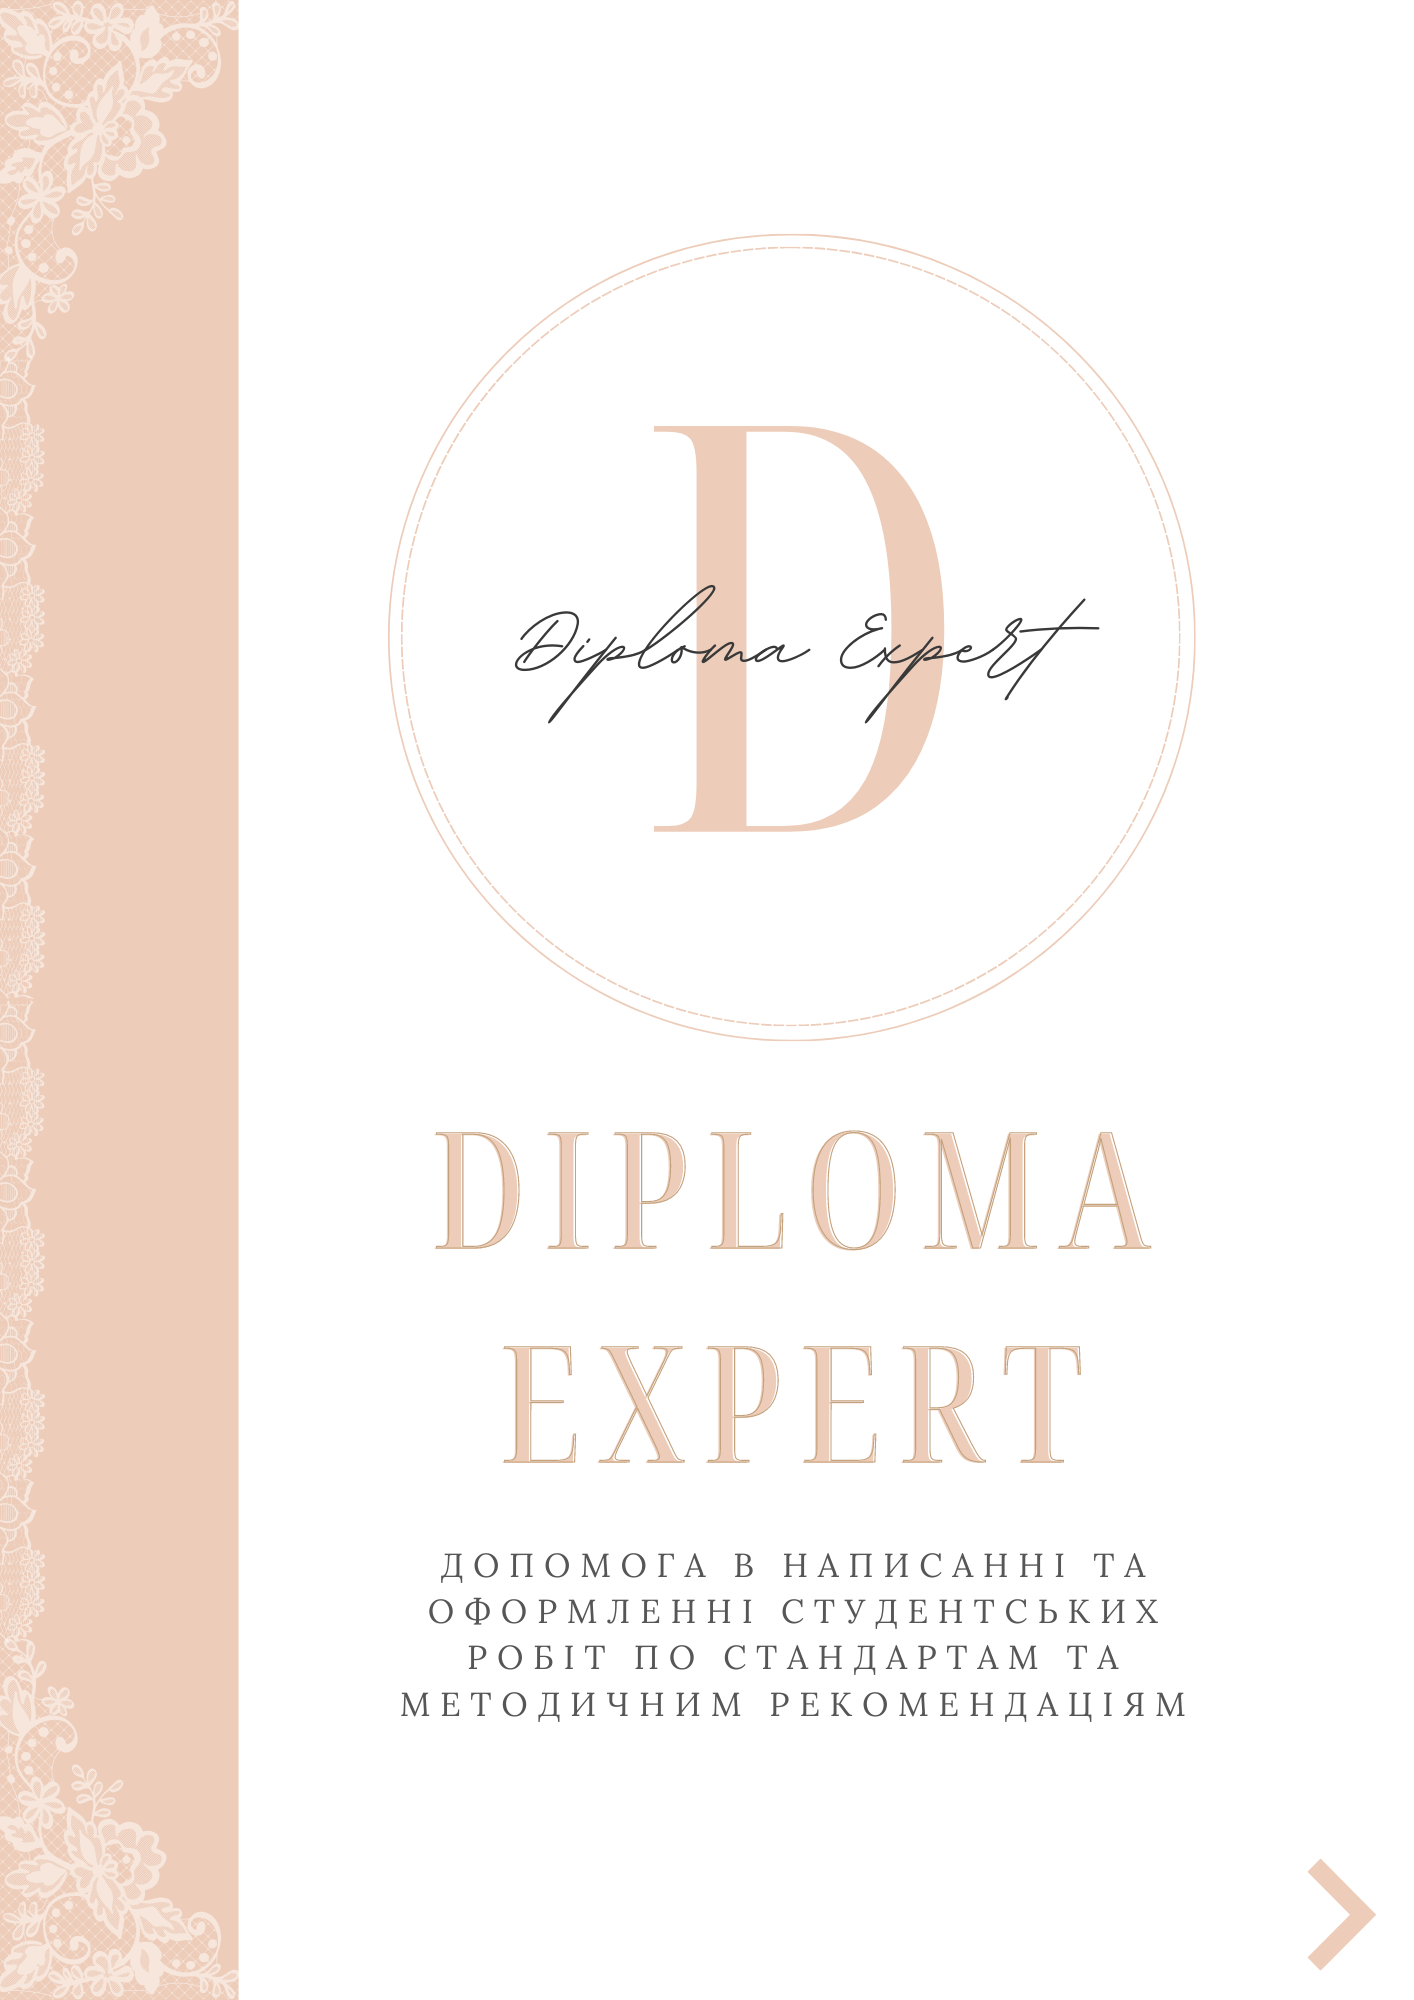 D
Diploma Expert
DIPLOMA
EXPERT
ДОПОМОГА В НАПИСАННІ ТА
ОФОРМЛЕННІ СТУДЕНТСЬКИХ
РОБІТ ПО СТАНДАРТАМ ТА
МЕТОДИЧНИМ РЕКОМЕНДАЦІЯМ